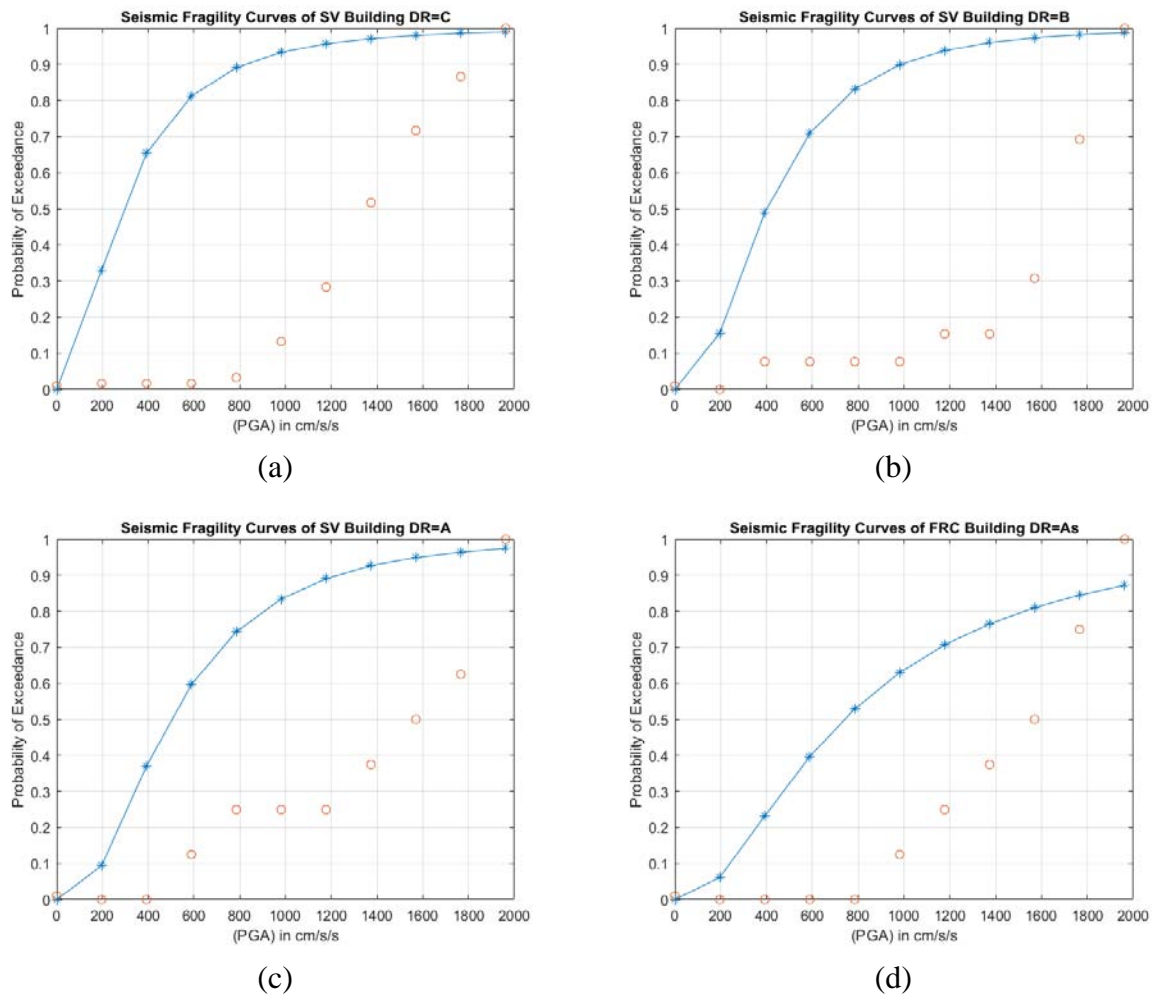 Seismic Fragility Curves of SV Building DR=C
1
0.9
0.8
0.7
0.6
0.5
0.4
0.3
0.2
0.1
0
Probability of Exceedance
0 200 400 600 800 1000 1200 1400 1600 1800 2000
(PGA) in cm/s/s
(a)
Seismic Fragility Curves of SV Building DR=B
1
0.9
0.8
0.7
0.6
0.5
0.4
0.3
0.2
0.1
0
Probability of Exceedance
0 200 400 600 800 1000 1200 1400 1600 1800 2000
(PGA) in cm/s/s
(b)
Seismic Fragility Curves of SV Building DR=A
1
0.9
0.8
0.7
0.6
0.5
0.4
0.3
0.2
0.1
0
Probability of Exceedance
0 200 400 600 800 1000 1200 1400 1600 1800 2000
(PGA) in cm/s/s
(c)
Seismic Fragility Curves of FRC Building DR=As
1
0.9
0.8
0.7
0.6
0.5
0.4
0.3
0.2
0.1
0
Probability of Exceedance
0 200 400 600 800 1000 1200 1400 1600 1800 2000
(PGA) in cm/s/s
(d)